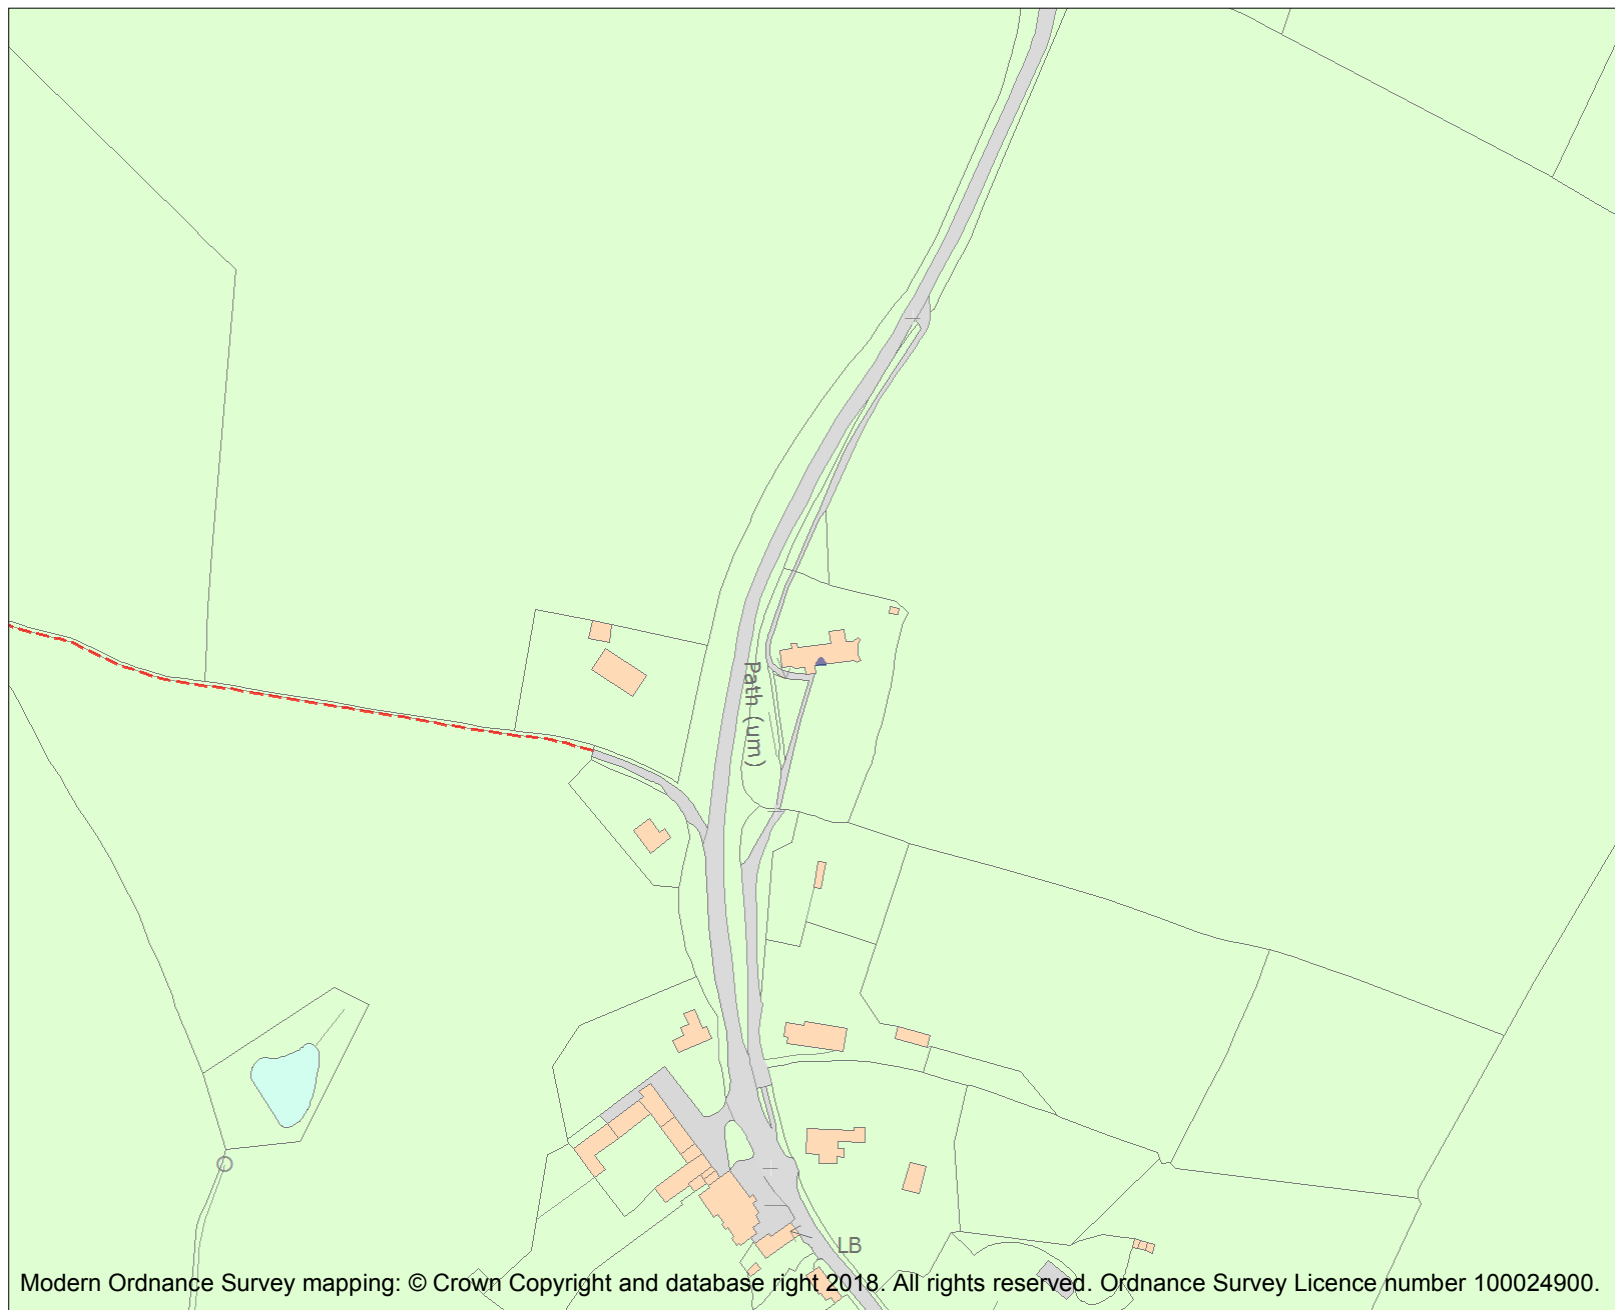 Path (um)
LB
Modern Ordnance Survey mapping: © Crown Copyright and database right 2018. All rights reserved. Ordnance Survey Licence number 100024900.